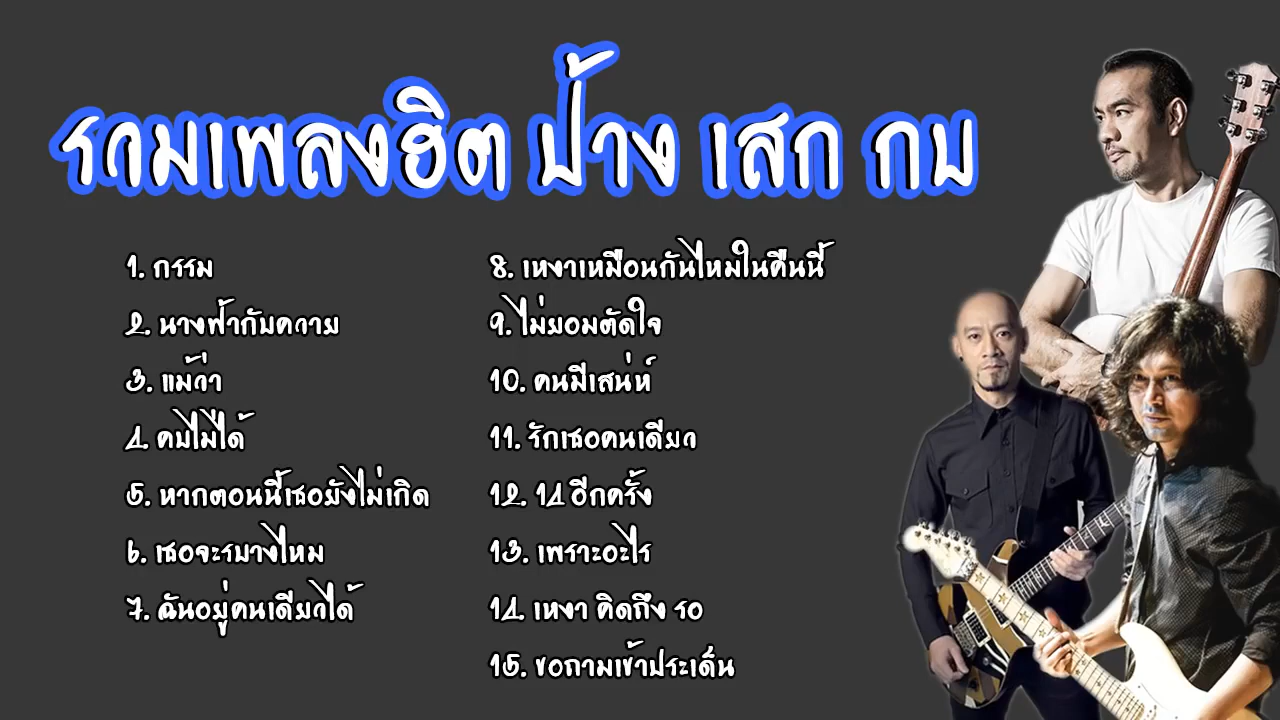 รวมเพลงฮิต ป้าง เสก กบ
1. กรรม
2. นางฟ้ากับควาย
3. แม้ว่า
4. คบไม่ได้
5. หากตอนนี้เธอยังไม่เกิด
6. เธอจะรบางไหม
7. ฉันอยู่คนเดียวได้
8. เหงาเหมือนกันไหมในคืนนี้
9. ไม่ยอมตัดใจ
10. คนมีเสน่ห์
11. รักเธอคนเดียว
12. 14 อีกครั้ง
13. เพราะอะไร
14. เหงา คิดถึง รอ
15. ขอถามเข้าประเด็น